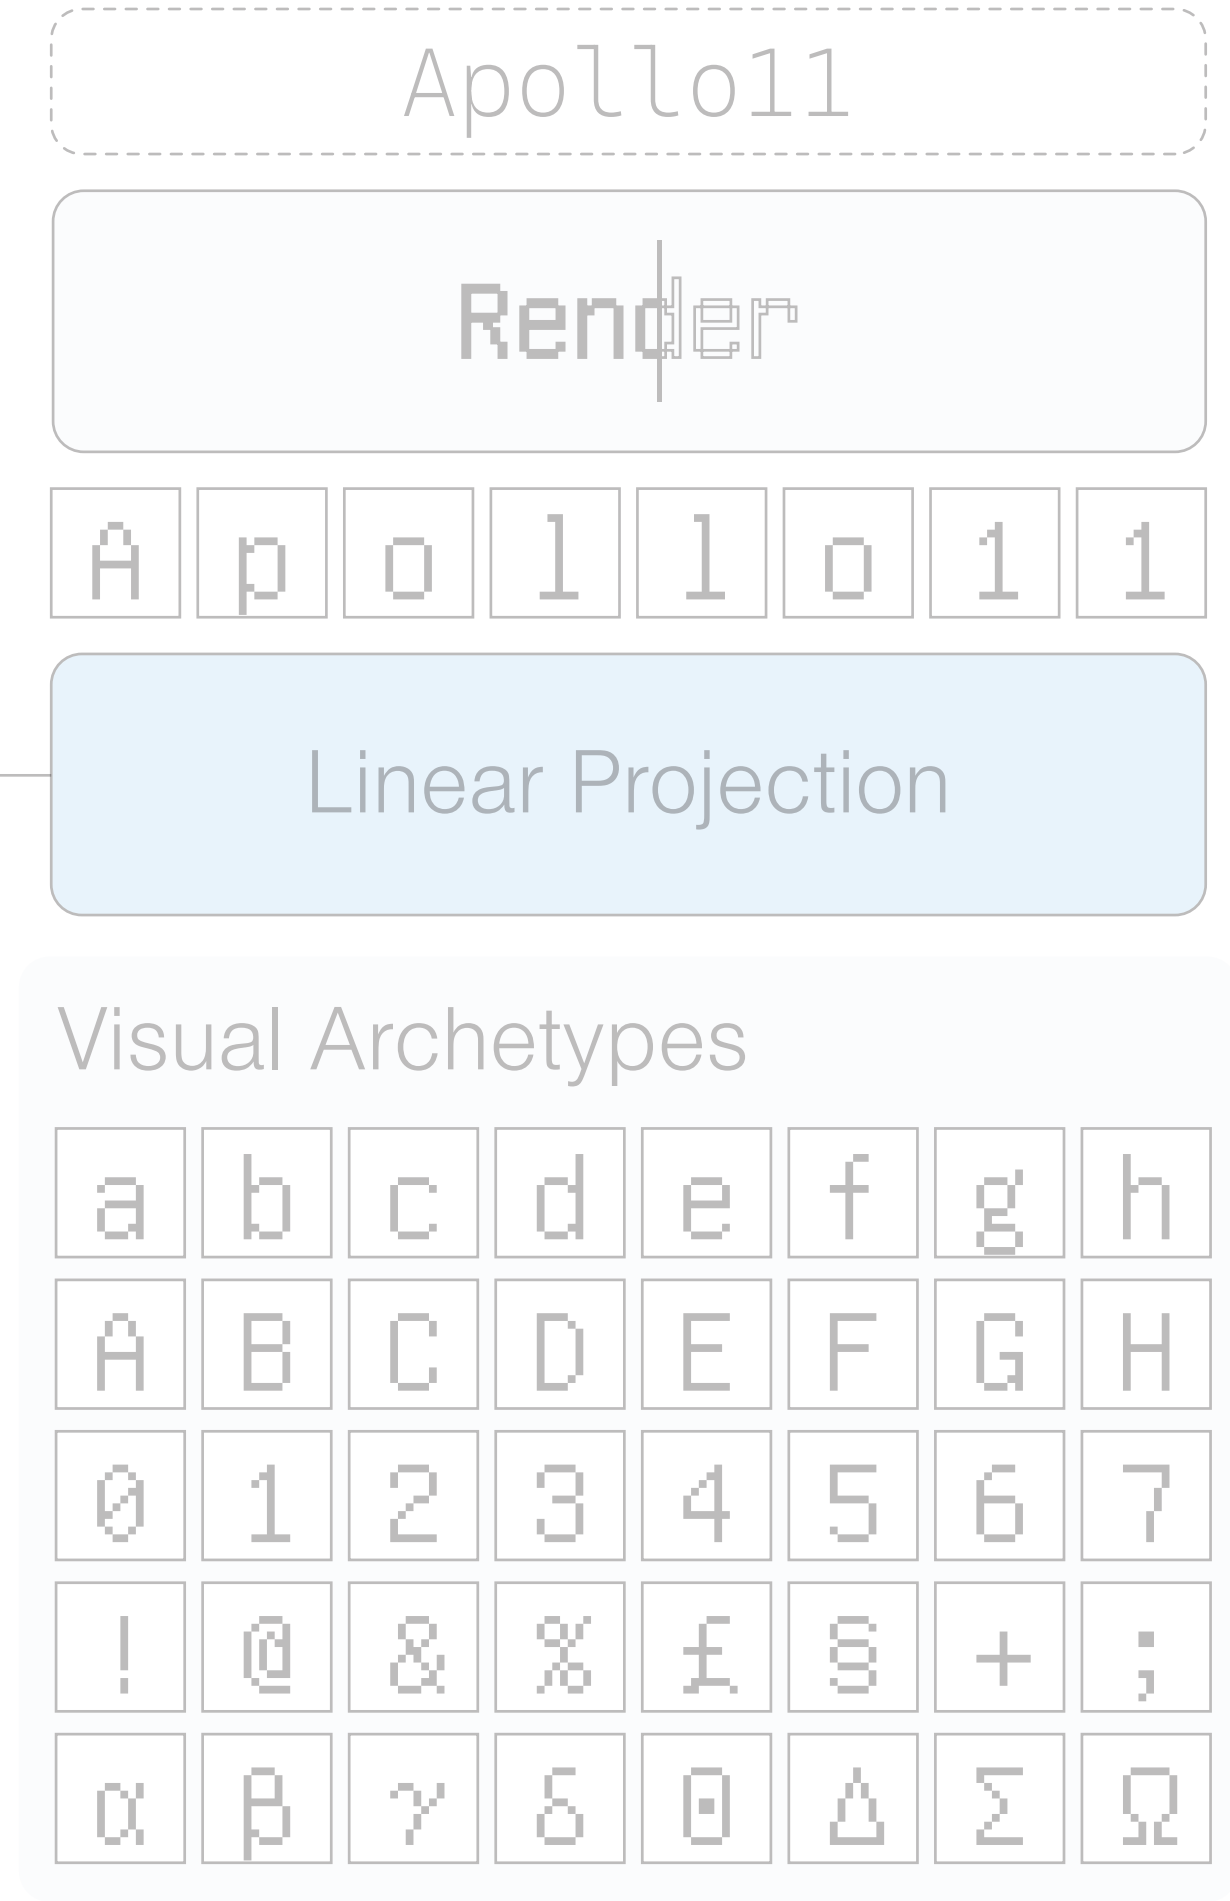 Apollo11
Render
A p o l l o 1 1
Linear Projection
Visual Archetypes
a b c d e f g h
A B C D E F G H
0 1 2 3 4 5 6 7
! @ & % £ § + ;
α β γ δ θ Δ Σ Ω